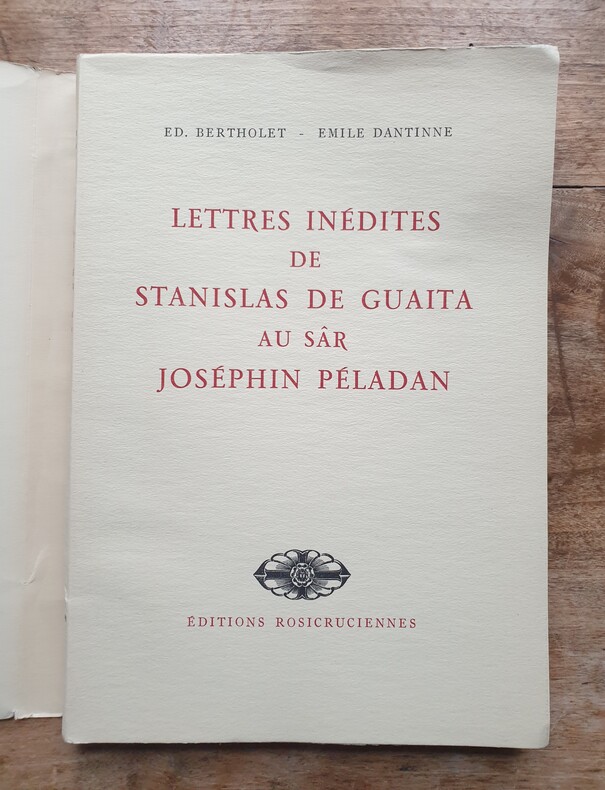 ED. BERTHOLET - EMILE DANTINNE
LETTRES INÉDITES
DE
STANISLAS DE GUAITA
AU SÂR
JOSÉPHIN PÉLADAN
ÉDITIONS ROSICRUCIENNES